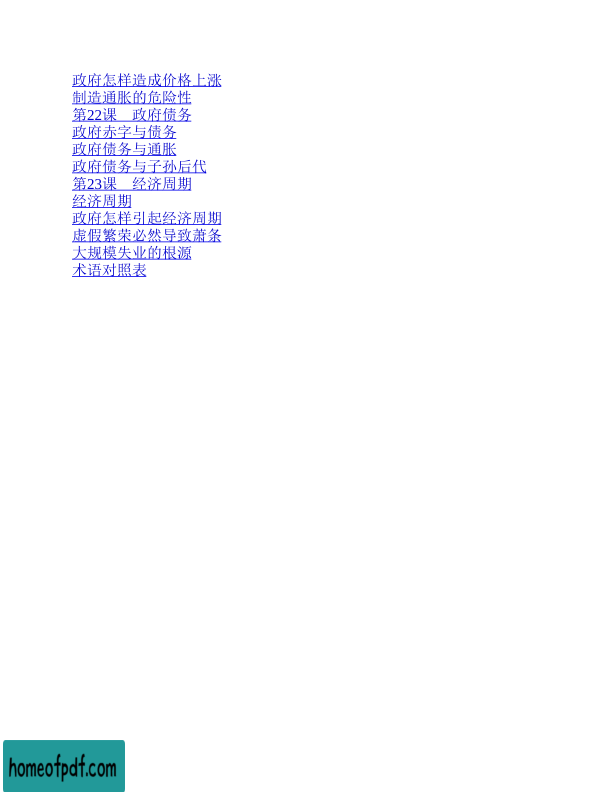 政府怎样造成价格上涨
制造通胀的危险性
第22课　政府债务
政府赤字与债务
政府债务与通胀
政府债务与子孙后代
第23课　经济周期
经济周期
政府怎样引起经济周期
虚假繁荣必然导致萧条
大规模失业的根源
术语对照表
homeofpdf.com